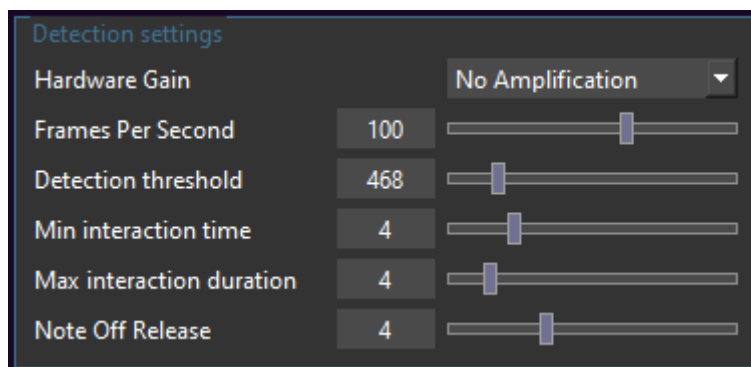 Detection settings
Hardware Gain No Amplification
Frames Per Second 100
Detection threshold 468
Min interaction time 4
Max interaction duration 4
Note Off Release 4